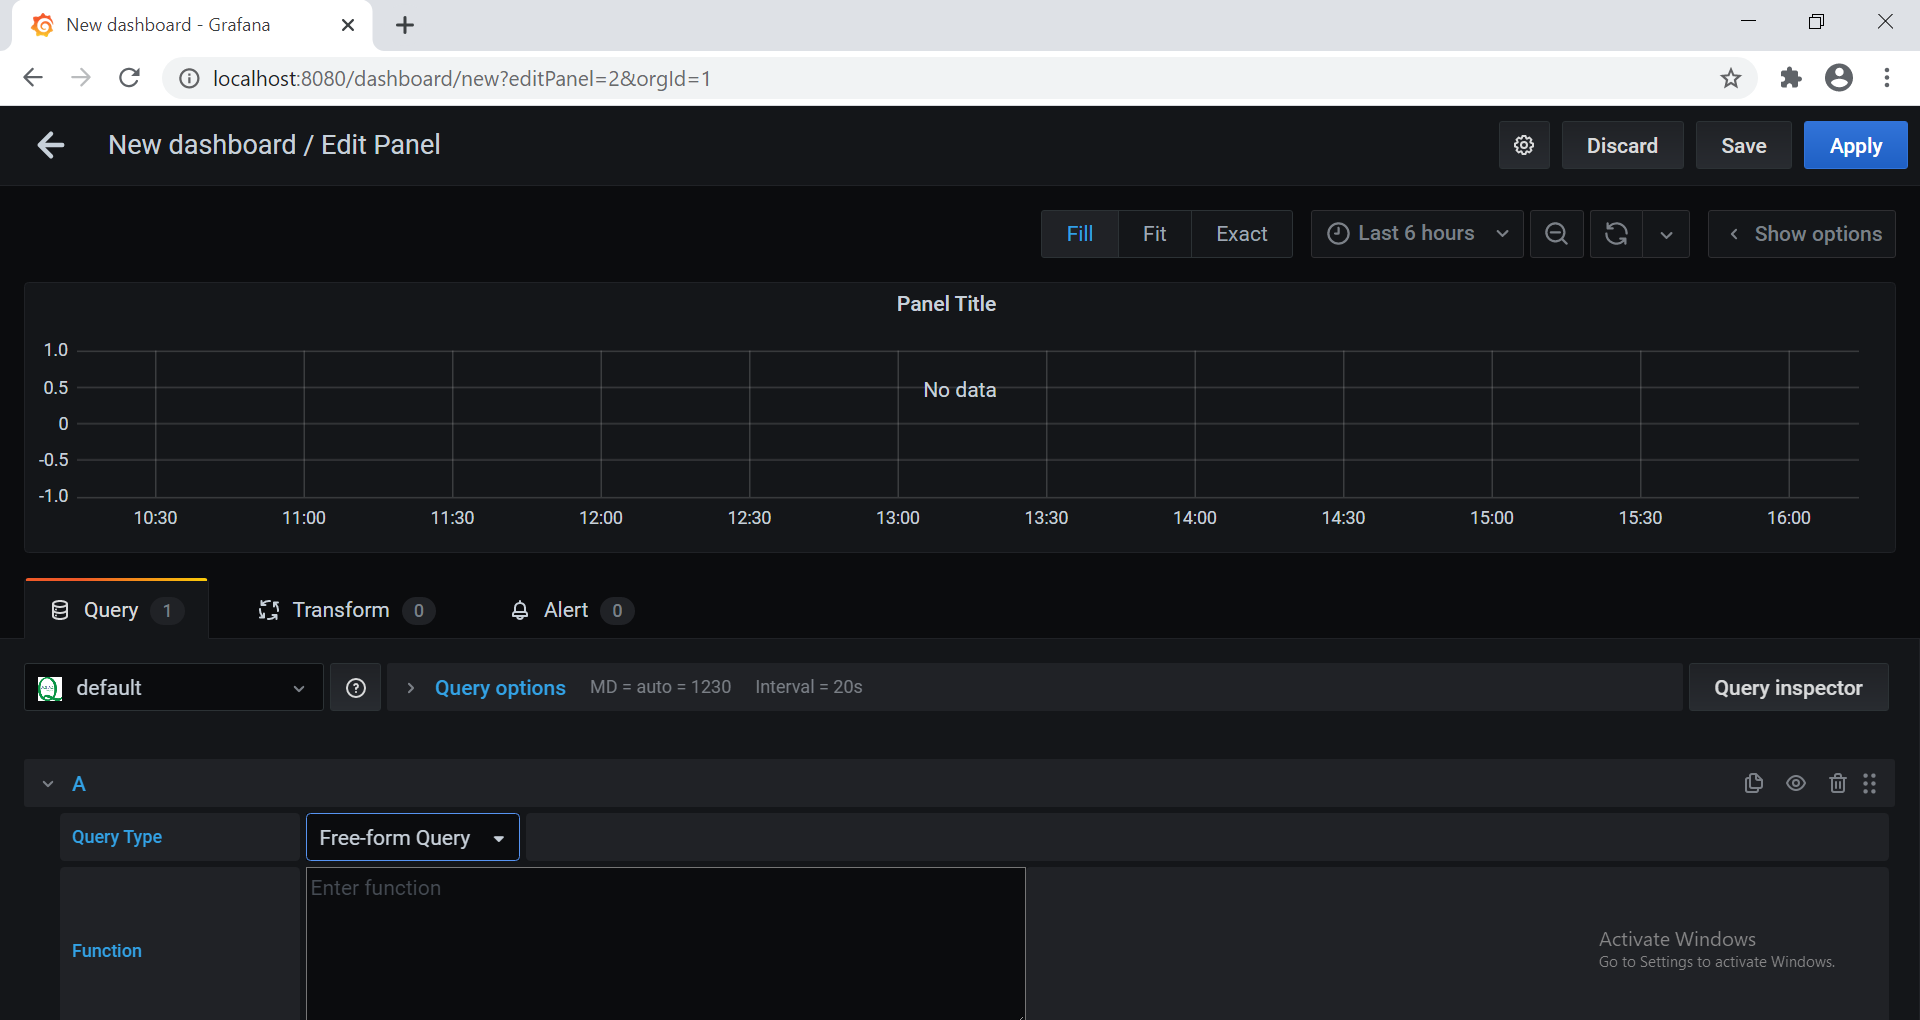 New dashboard - Grafana
localhost:8080/dashboard/new?editPanel=2&orgId=1
New dashboard / Edit Panel
Discard
Save
Apply
Fill
Fit
Exact
Last 6 hours
Show options
Panel Title
1.0
0.5
0
-0.5
-1.0
No data
10:30
11:00
11:30
12:00
12:30
13:00
13:30
14:00
14:30
15:00
15:30
16:00
Query 1
Transform 0
Alert 0
default
Query options MD = auto = 1230 Interval = 20s
Query inspector
A
Query Type
Free-form Query
Function
Enter function
Activate Windows
Go to Settings to activate Windows.